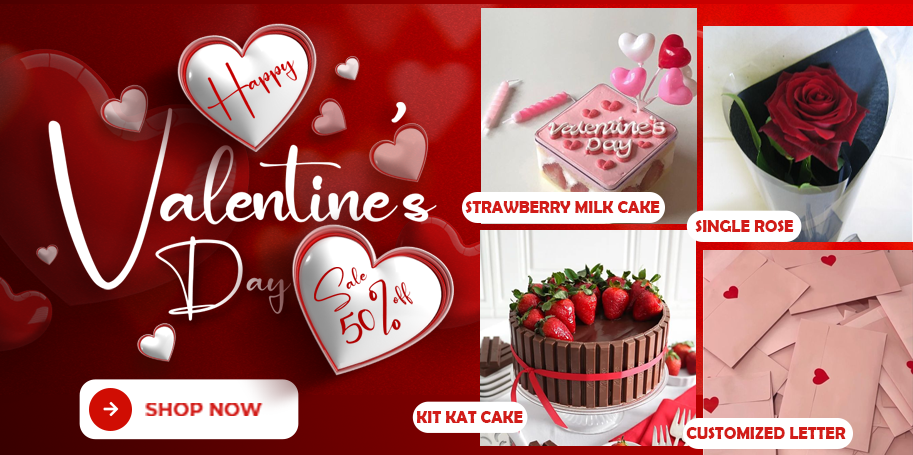 Happy
Valentine's
Day
Sale
50% off
SHOP NOW
valentine's
day
STRAWBERRY MILK CAKE
SINGLE ROSE
KIT KAT CAKE
CUSTOMIZED LETTER